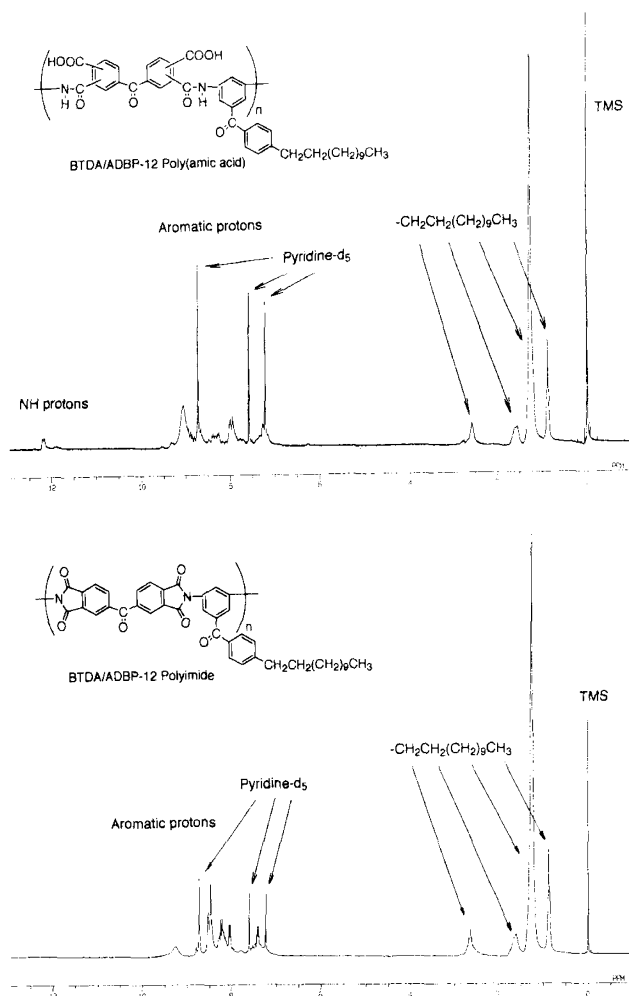 HOOC
COOH
N
H
C
O
C
O
C
O
N
H
n
C
O
CH₂CH₂(CH₂)₉CH₃
BTDA/ADBP-12 Poly(amic acid)
TMS
-CH₂CH₂(CH₂)₉CH₃
Aromatic protons
Pyridine-d₅
NH protons
12 10 8 6 4 2 0
PPM
O
O
N
N
O
C
O
O
n
C
O
CH₂CH₂(CH₂)₉CH₃
BTDA/ADBP-12 Polyimide
TMS
-CH₂CH₂(CH₂)₉CH₃
Pyridine-d₅
Aromatic protons
PPM